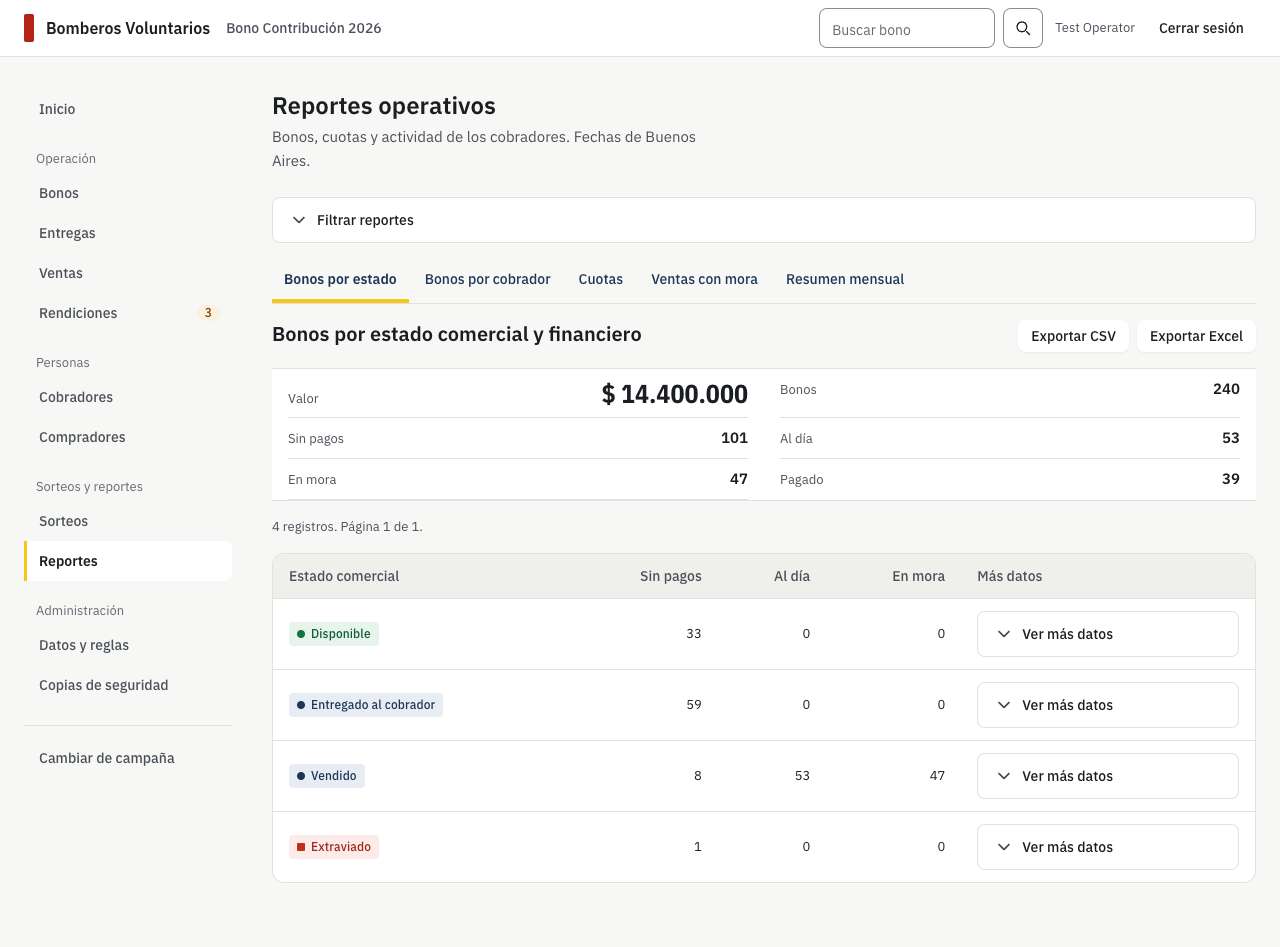 Bomberos Voluntarios
Bono Contribución 2026
Buscar bono
Test Operator
Cerrar sesión
Inicio
Operación
Bonos
Entregas
Ventas
Rendiciones 3
Personas
Cobradores
Compradores
Sorteos y reportes
Sorteos
Reportes
Administración
Datos y reglas
Copias de seguridad
Cambiar de campaña
Reportes operativos
Bonos, cuotas y actividad de los cobradores. Fechas de Buenos
Aires.
Filtrar reportes
Bonos por estado Bonos por cobrador Cuotas Ventas con mora Resumen mensual
Bonos por estado comercial y financiero
Exportar CSV Exportar Excel
Valor $ 14.400.000 Bonos 240
Sin pagos 101 Al día 53
En mora 47 Pagado 39
4 registros. Página 1 de 1.
Estado comercial Sin pagos Al día En mora Más datos
Disponible 33 0 0 Ver más datos
Entregado al cobrador 59 0 0 Ver más datos
Vendido 8 53 47 Ver más datos
Extraviado 1 0 0 Ver más datos